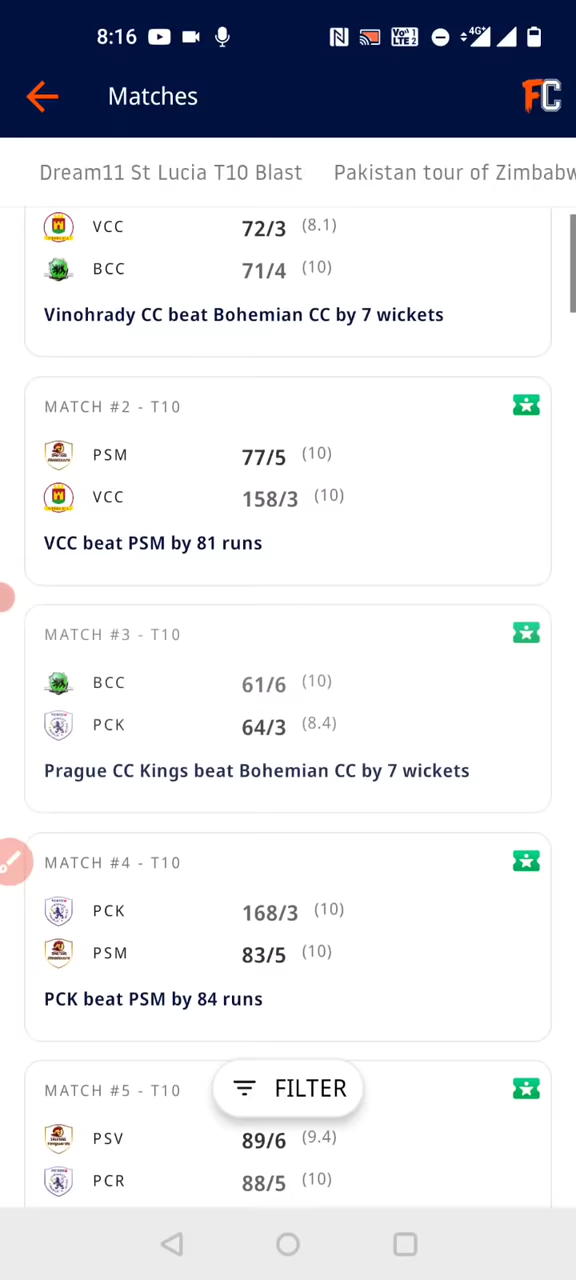 8:16 Vo)) 1 LTE 2 4G+
Matches FC
Dream11 St Lucia T10 Blast Pakistan tour of Zimbabw
VCC 72/3 (8.1)
BCC 71/4 (10)
Vinohrady CC beat Bohemian CC by 7 wickets
MATCH #2 - T10
PSM 77/5 (10)
VCC 158/3 (10)
VCC beat PSM by 81 runs
MATCH #3 - T10
BCC 61/6 (10)
PCK 64/3 (8.4)
Prague CC Kings beat Bohemian CC by 7 wickets
MATCH #4 - T10
PCK 168/3 (10)
PSM 83/5 (10)
PCK beat PSM by 84 runs
MATCH #5 - T10
FILTER
PSV 89/6 (9.4)
PCR 88/5 (10)